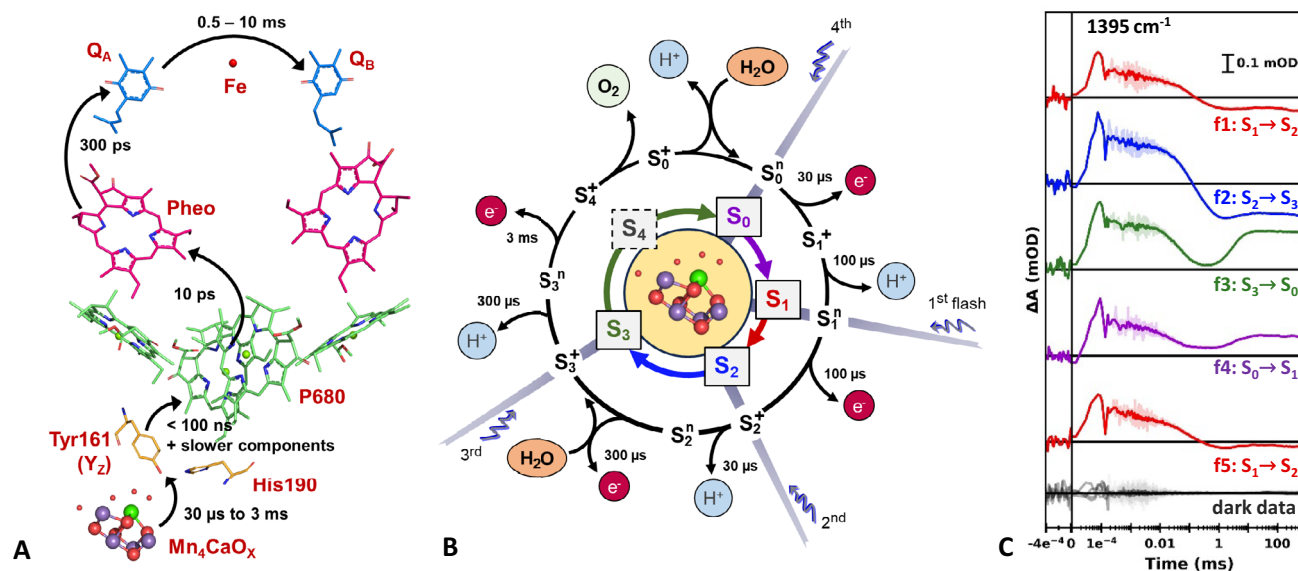 0.5 – 10 ms
Q_A
Q_B
Fe
300 ps
Pheo
10 ps
P680
< 100 ns
+ slower components
Tyr161
(Y_Z)
His190
30 µs to 3 ms
Mn₄CaO_X
A
4th
H⁺
H₂O
O₂
S₀⁺
S₀ⁿ
30 µs
e⁻
S₄⁺
S₄
S₀
S₁⁺
100 µs
H⁺
e⁻
3 ms
S₃ⁿ
S₁
S₁ⁿ
1st flash
300 µs
H⁺
S₃
S₂
S₃⁺
100 µs
e⁻
S₂ⁿ
S₂⁺
3rd
H₂O
300 µs
e⁻
30 µs
H⁺
2nd
B
1395 cm⁻¹
0.1 mOD
f1: S₁→ S₂
f2: S₂→ S₃
f3: S₃→ S₀
f4: S₀→ S₁
f5: S₁→ S₂
dark data
ΔA (mOD)
-4e⁻⁴ 0 1e⁻⁴ 0.01 1 100
Time (ms)
C